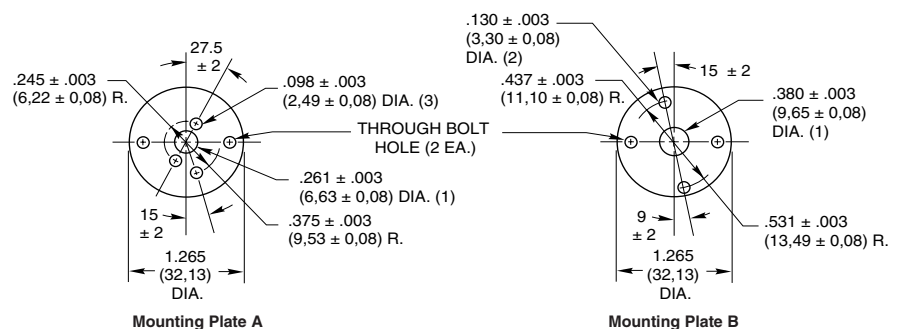 27.5
± 2
.245 ± .003
(6,22 ± 0,08) R.
.098 ± .003
(2,49 ± 0,08) DIA. (3)
THROUGH BOLT
HOLE (2 EA.)
.261 ± .003
(6,63 ± 0,08) DIA. (1)
.375 ± .003
(9,53 ± 0,08) R.
15
± 2
1.265
(32,13)
DIA.
Mounting Plate A
.130 ± .003
(3,30 ± 0,08)
DIA. (2)
15 ± 2
.437 ± .003
(11,10 ± 0,08) R.
.380 ± .003
(9,65 ± 0,08)
DIA. (1)
9
± 2
.531 ± .003
(13,49 ± 0,08) R.
1.265
(32,13)
DIA.
Mounting Plate B